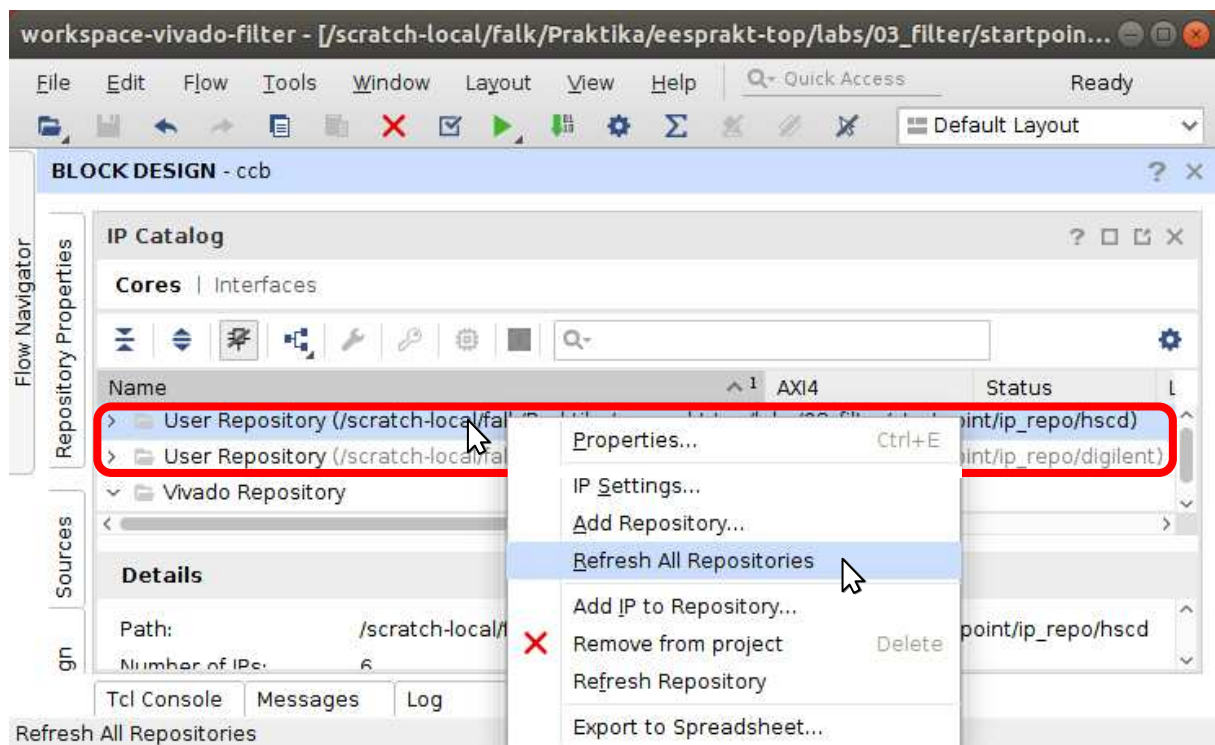 workspace-vivado-filter - [/scratch-local/falk/Praktika/eesprakt-top/labs/03_filter/startpoin...
File Edit Flow Tools Window Layout View Help Q- Quick Access Ready
Default Layout
BLOCK DESIGN - ccb ? ×
Flow Navigator
Repository Properties
Sources
gn
IP Catalog ?
Cores | Interfaces
Q-
Name 1 AXI4 Status L
User Repository (/scratch-local/fal int/ip_repo/hscd)
User Repository (/scratch-local/fal int/ip_repo/digilent)
Vivado Repository
Details
Path: /scratch-local/f point/ip_repo/hscd
Number of IPs: 6
Properties... Ctrl+E
IP Settings...
Add Repository...
Refresh All Repositories
Add IP to Repository...
Remove from project Delete
Refresh Repository
Export to Spreadsheet...
Tcl Console Messages Log
Refresh All Repositories